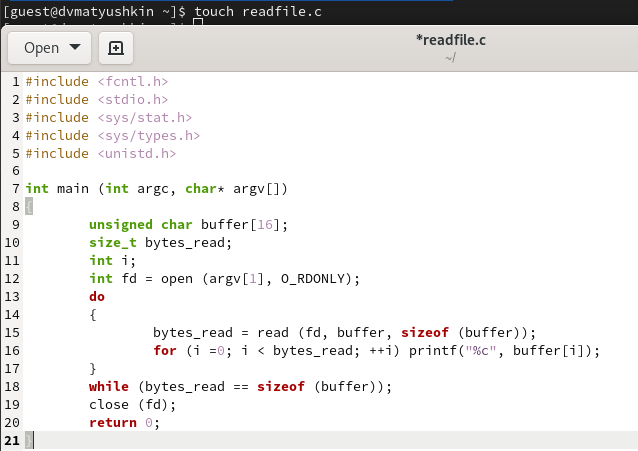 [guest@dvmatyushkin ~]$ touch readfile.c
Open
*readfile.c
~/
1 #include <fcntl.h>
2 #include <stdio.h>
3 #include <sys/stat.h>
4 #include <sys/types.h>
5 #include <unistd.h>
6
7 int main (int argc, char* argv[])
8 {
9 unsigned char buffer[16];
10 size_t bytes_read;
11 int i;
12 int fd = open (argv[1], O_RDONLY);
13 do
14 {
15 bytes_read = read (fd, buffer, sizeof (buffer));
16 for (i =0; i < bytes_read; ++i) printf("%c", buffer[i]);
17 }
18 while (bytes_read == sizeof (buffer));
19 close (fd);
20 return 0;
21 }